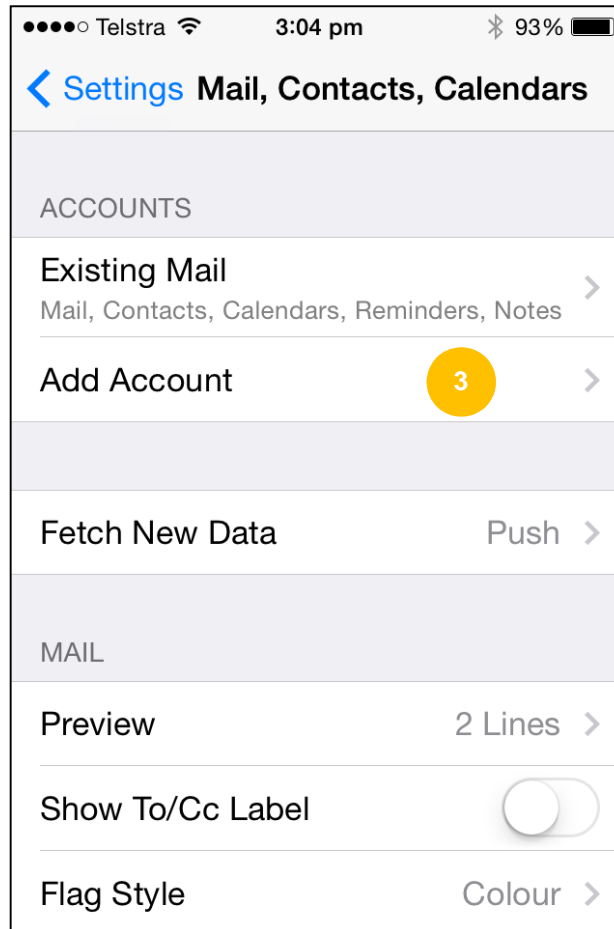 Telstra 3:04 pm 93%
Settings Mail, Contacts, Calendars
ACCOUNTS
Existing Mail
Mail, Contacts, Calendars, Reminders, Notes
Add Account 3
Fetch New Data Push
MAIL
Preview 2 Lines
Show To/Cc Label
Flag Style Colour